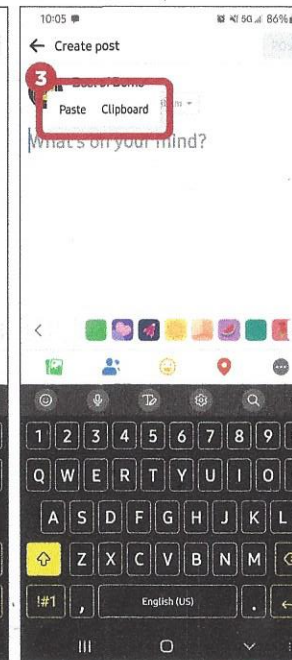 10:05 5G 86%
← Create post
3
Paste Clipboard
What's on your mind?
1 2 3 4 5 6 7 8 9
Q W E R T Y U I O
A S D F G H J K L
Z X C V B N M
!#1 , English (US) .